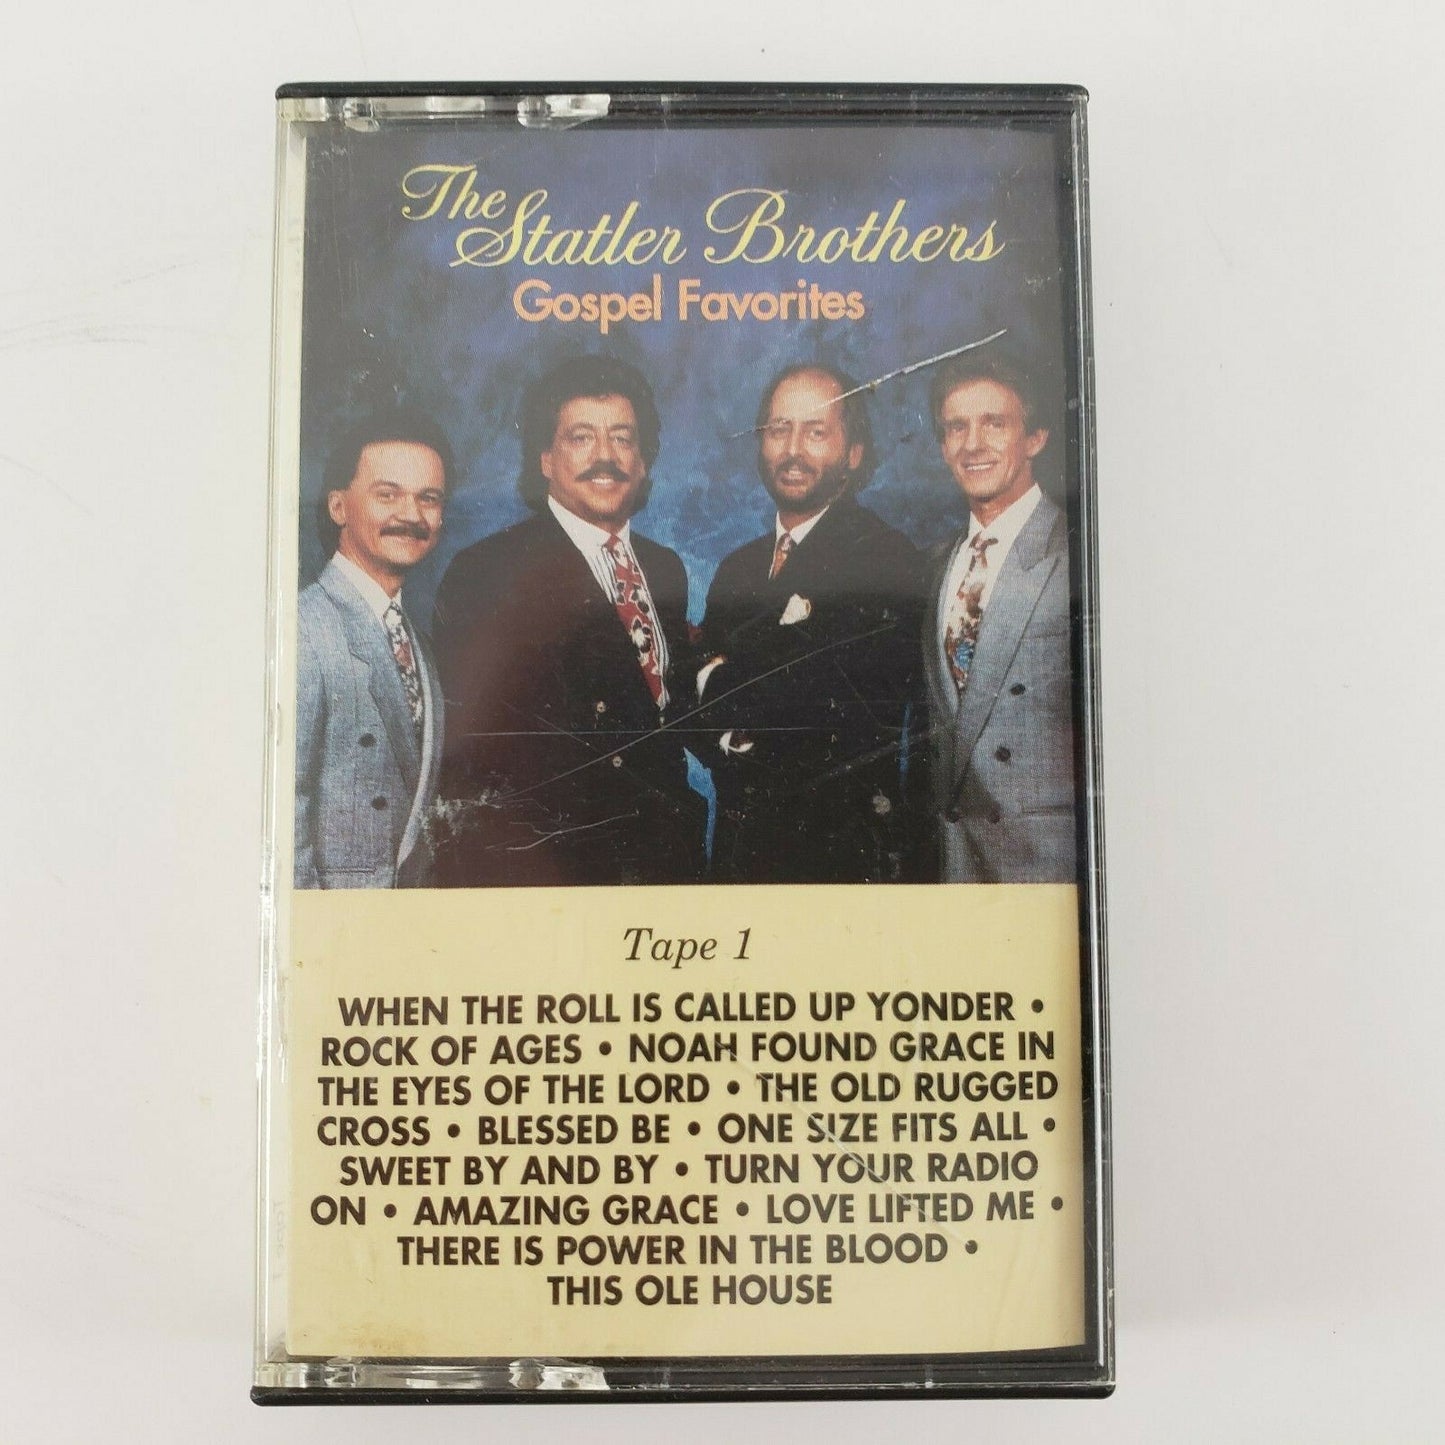 The Statler Brothers
Gospel Favorites
Tape 1
WHEN THE ROLL IS CALLED UP YONDER •
ROCK OF AGES • NOAH FOUND GRACE IN
THE EYES OF THE LORD • THE OLD RUGGED
CROSS • BLESSED BE • ONE SIZE FITS ALL •
SWEET BY AND BY • TURN YOUR RADIO
ON • AMAZING GRACE • LOVE LIFTED ME •
THERE IS POWER IN THE BLOOD •
THIS OLE HOUSE